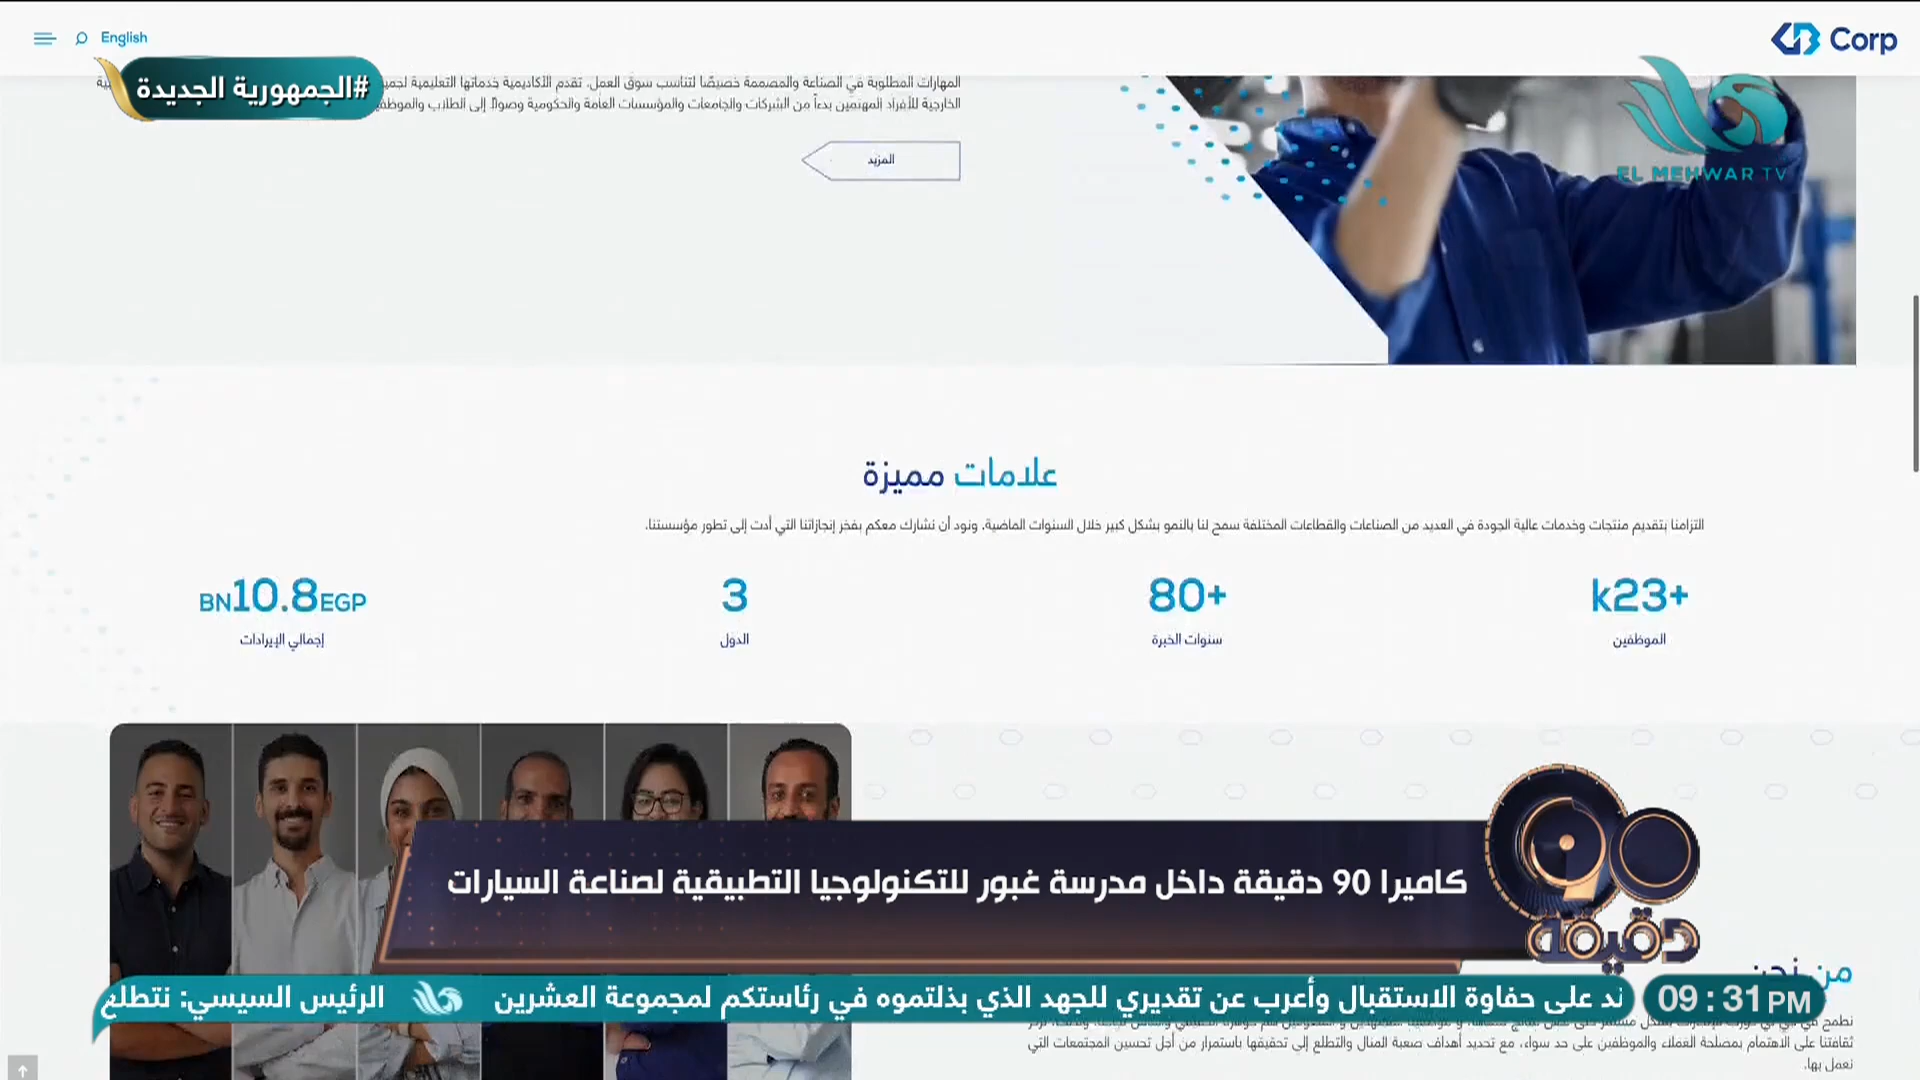 English
Corp
#الجمهورية الجديدة
EL MEHWAR TV
المهارات المطلوبة في الصناعة والمصممة خصيصًا لتناسب سوق العمل. تقدم الأكاديمية خدماتها التعليمية
الخارجية للأفراد المهتمين بدءاً من الشركات والجامعات والمؤسسات العامة والحكومية وصولاً إلى الطلاب
المزيد
علامات مميزة
التزامنا بتقديم منتجات وخدمات عالية الجودة في العديد من الصناعات والقطاعات المختلفة سمح لنا بالنمو بشكل كبير خلال السنوات الماضية. ونود أن نشارك معكم بفخر إنجازاتنا التي أدت إلى تطور مؤسستنا.
k23+
الموظفين
80+
سنوات الخبرة
3
الدول
BN10.8EGP
إجمالي الإيرادات
كاميرا 90 دقيقة داخل مدرسة غبور للتكنولوجيا التطبيقية لصناعة السيارات
90 دقيقة
من نحن
على حفاوة الاستقبال وأعرب عن تقديري للجهد الذي بذلتموه في رئاستكم لمجموعة العشرين
الرئيس السيسي: نتطلع
09:31PM
ثقافتنا على الاهتمام بمصلحة العملاء والموظفين على حد سواء، مع تحديد أهداف صعبة المنال والتطلع إلى تحقيقها باستمرار من أجل تحسين المجتمعات التي
نعمل بها.